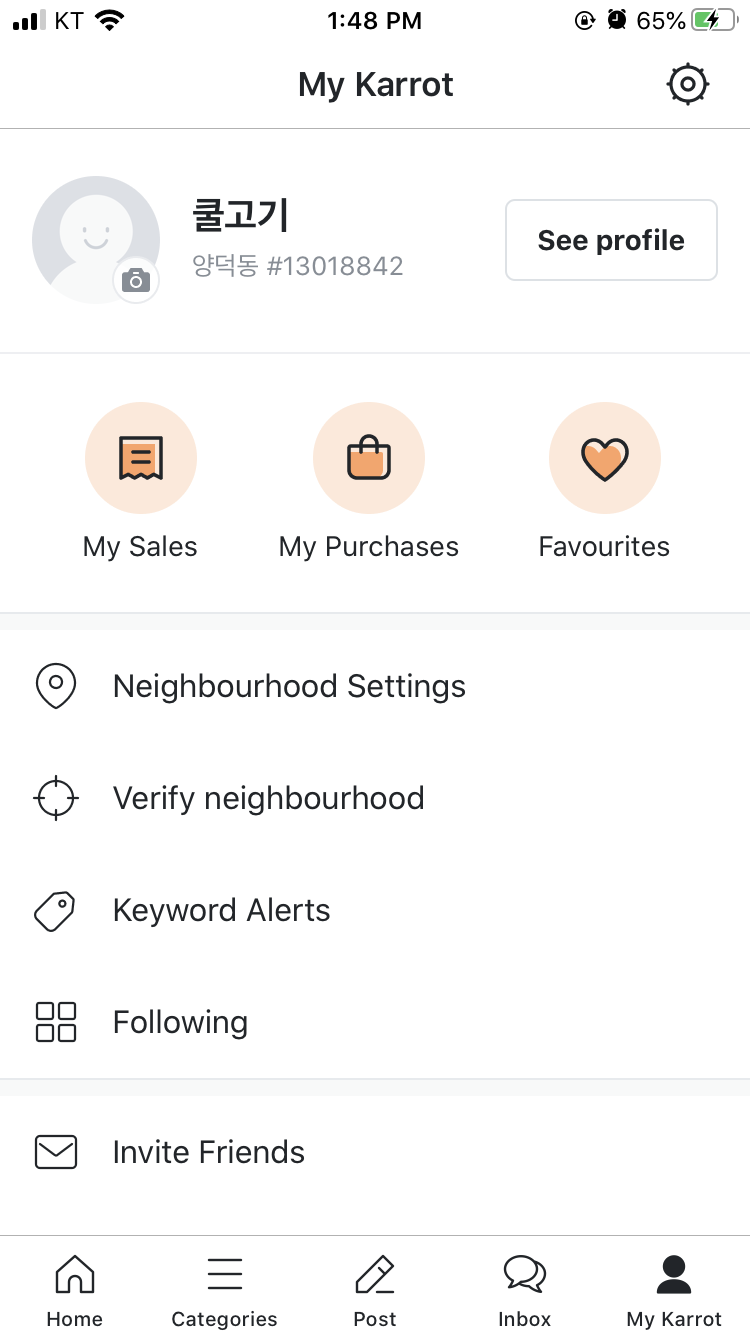 KT 1:48 PM 65%
My Karrot
쿨고기
양덕동 #13018842
See profile
My Sales
My Purchases
Favourites
Neighbourhood Settings
Verify neighbourhood
Keyword Alerts
Following
Invite Friends
Home
Categories
Post
Inbox
My Karrot